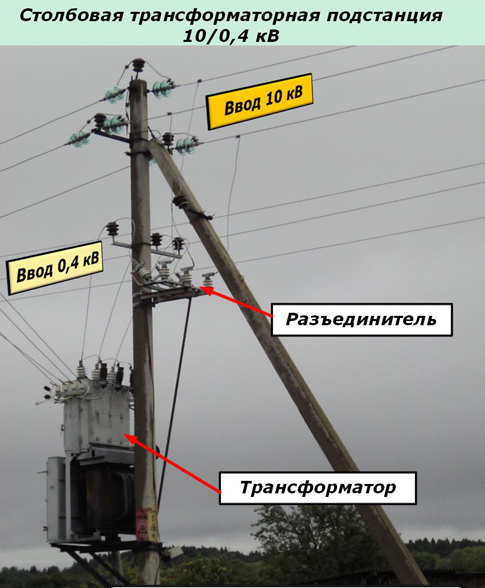 Столбовая трансформаторная подстанция
10/0,4 кВ
Ввод 10 кВ
Ввод 0,4 кВ
Разъединитель
Трансформатор